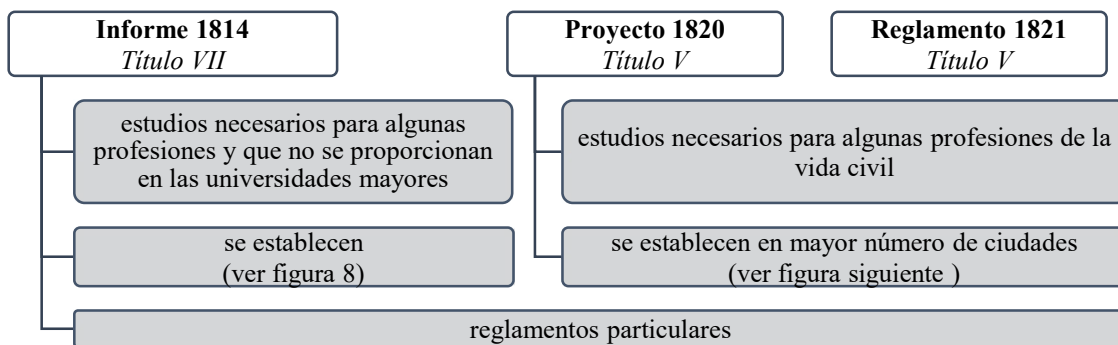 Informe 1814
Título VII
Proyecto 1820
Título V
Reglamento 1821
Título V
estudios necesarios para algunas
profesiones y que no se proporcionan
en las universidades mayores
estudios necesarios para algunas profesiones de la
vida civil
se establecen
(ver figura 8)
se establecen en mayor número de ciudades
(ver figura siguiente )
reglamentos particulares